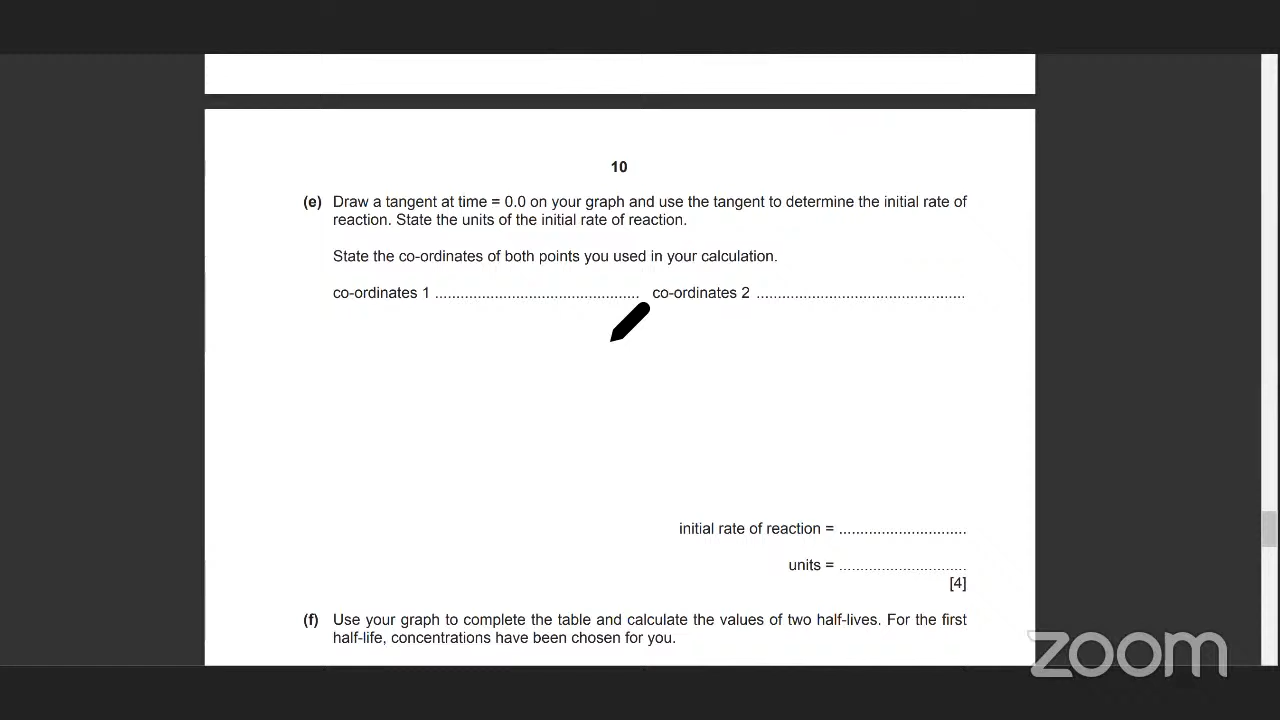 10
(e) Draw a tangent at time = 0.0 on your graph and use the tangent to determine the initial rate of
reaction. State the units of the initial rate of reaction.
State the co-ordinates of both points you used in your calculation.
co-ordinates 1 ................................................ co-ordinates 2 .................................................
initial rate of reaction = ..............................
units = ..............................
[4]
(f) Use your graph to complete the table and calculate the values of two half-lives. For the first
half-life, concentrations have been chosen for you.
zoom